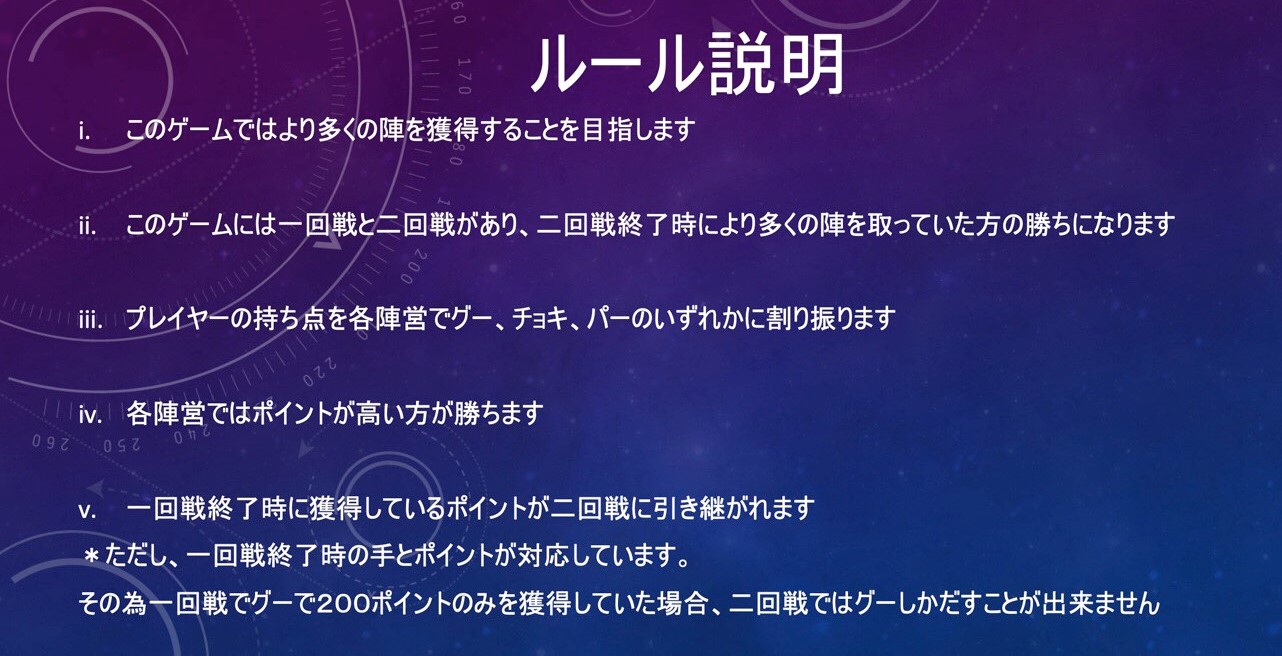 ルール説明
i. このゲームではより多くの陣を獲得することを目指します
ii. このゲームには一回戦と二回戦があり、二回戦終了時により多くの陣を取っていた方の勝ちになります
iii. プレイヤーの持ち点を各陣営でグー、チョキ、パーのいずれかに割り振ります
iv. 各陣営ではポイントが高い方が勝ちます
v. 一回戦終了時に獲得しているポイントが二回戦に引き継がれます
＊ただし、一回戦終了時の手とポイントが対応しています。
その為一回戦でグーで200ポイントのみを獲得していた場合、二回戦ではグーしかだすことが出来ません
170
200
220
240
250
260